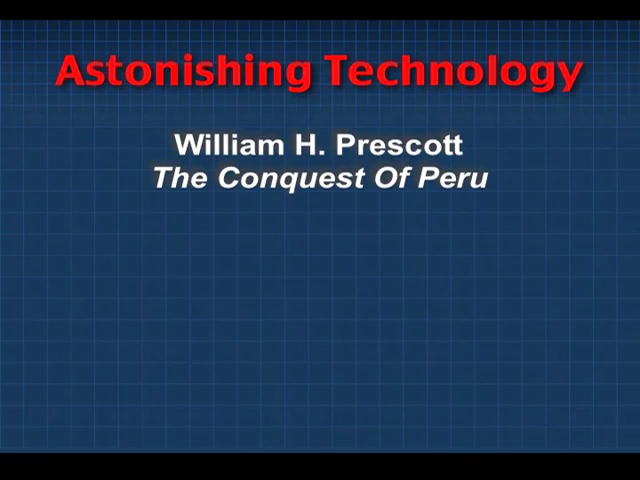 Astonishing Technology
William H. Prescott
The Conquest Of Peru